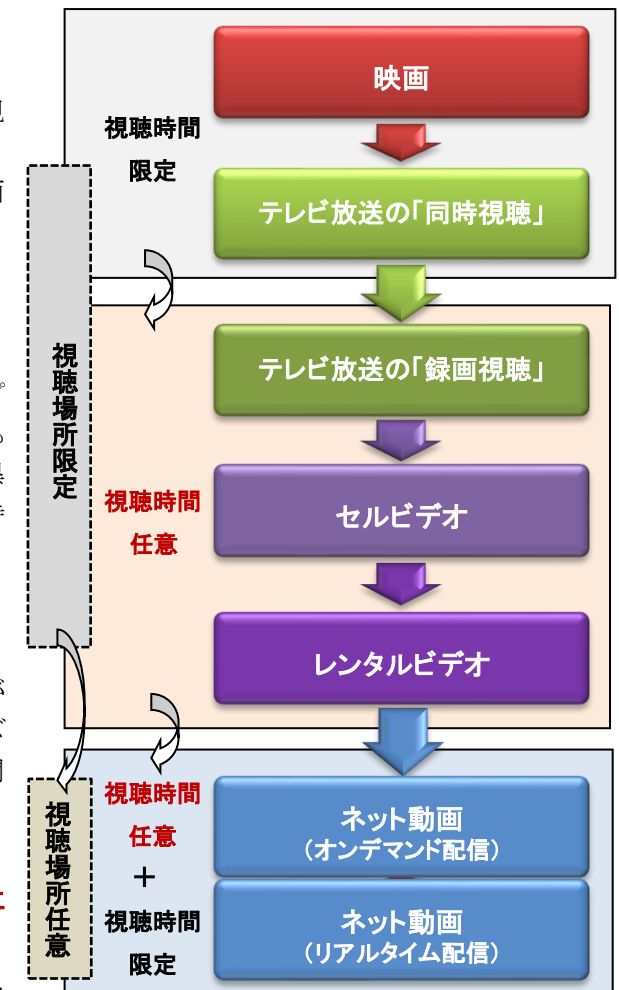 映画
視聴時間
限定
テレビ放送の「同時視聴」
視聴場所限定
テレビ放送の「録画視聴」
視聴時間
任意
セルビデオ
レンタルビデオ
視聴場所任意
視聴時間
任意
＋
視聴時間
限定
ネット動画
（オンデマンド配信）
ネット動画
（リアルタイム配信）